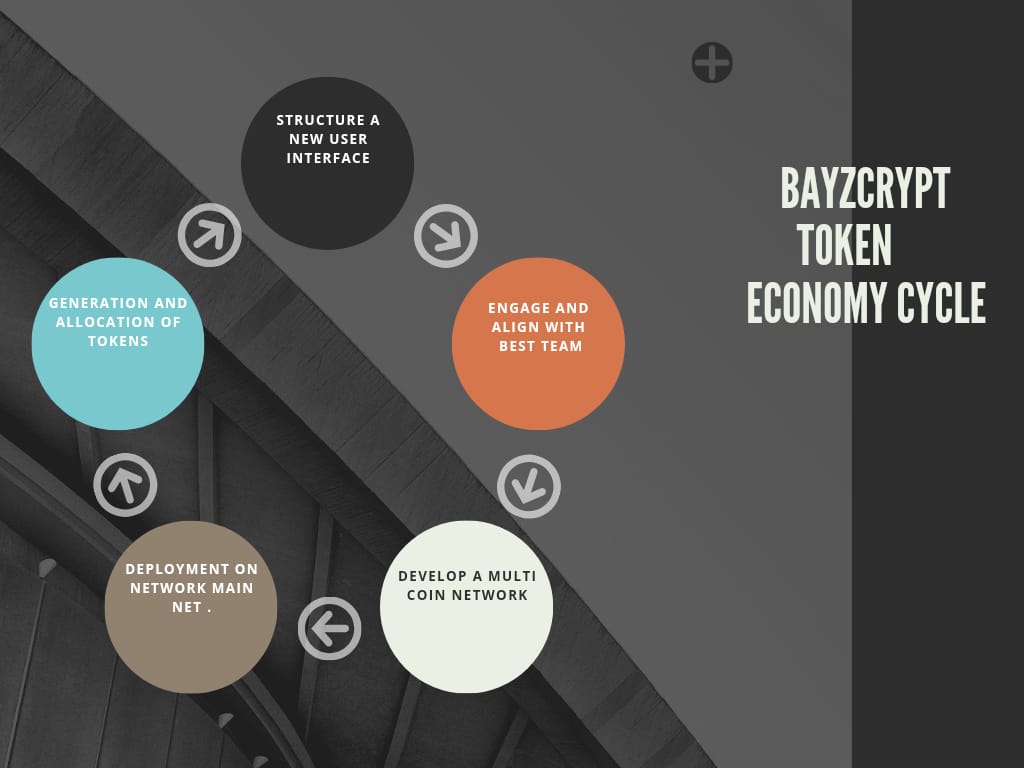 STRUCTURE A
NEW USER
INTERFACE
BAYZCRYPT
TOKEN
ECONOMY CYCLE
GENERATION AND
ALLOCATION OF
TOKENS
ENGAGE AND
ALIGN WITH
BEST TEAM
DEPLOYMENT ON
NETWORK MAIN
NET .
DEVELOP A MULTI
COIN NETWORK